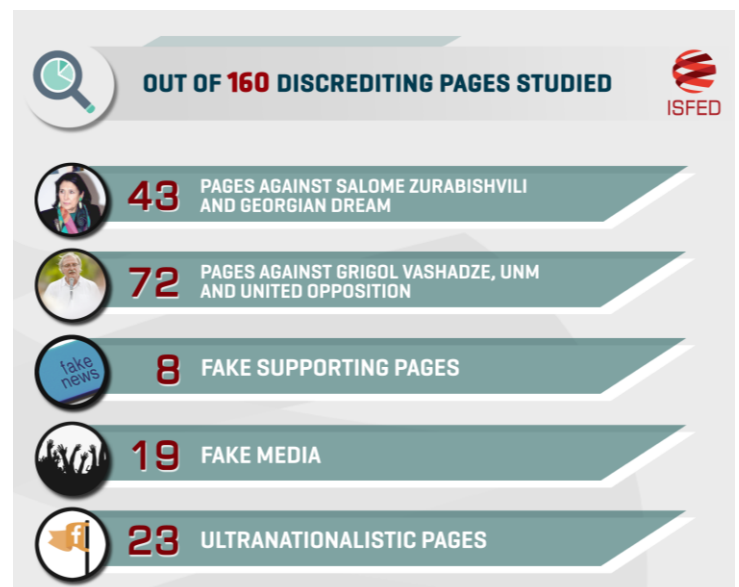 OUT OF 160 DISCREDITING PAGES STUDIED
ISFED
43 PAGES AGAINST SALOME ZURABISHVILI
AND GEORGIAN DREAM
72 PAGES AGAINST GRIGOL VASHADZE, UNM
AND UNITED OPPOSITION
fake
news
8 FAKE SUPPORTING PAGES
19 FAKE MEDIA
f
23 ULTRANATIONALISTIC PAGES